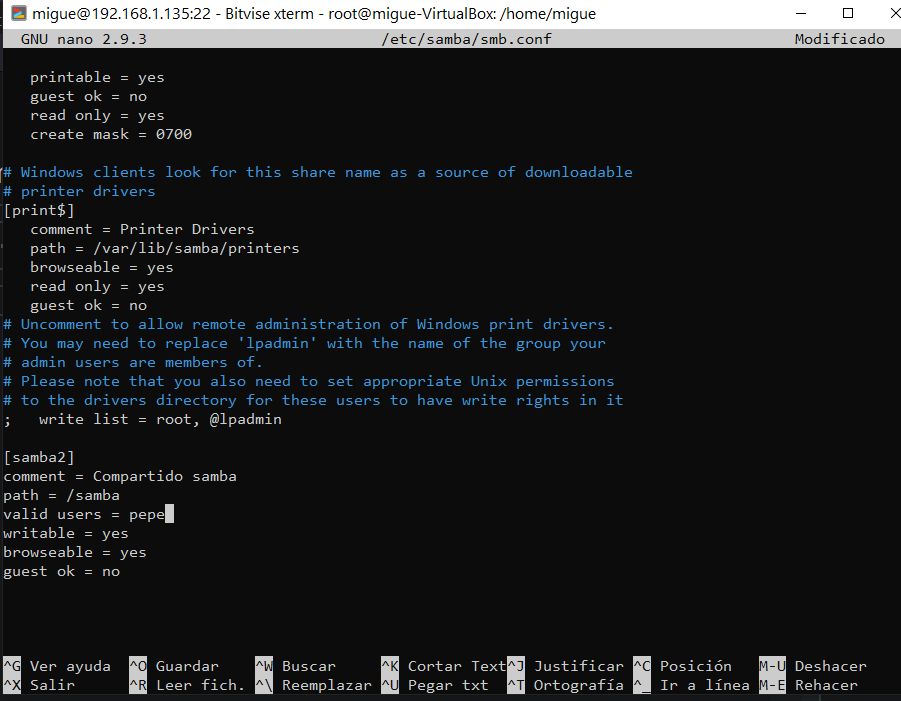 migue@192.168.1.135:22 - Bitvise xterm - root@migue-VirtualBox: /home/migue
GNU nano 2.9.3 /etc/samba/smb.conf Modificado
printable = yes
guest ok = no
read only = yes
create mask = 0700
# Windows clients look for this share name as a source of downloadable
# printer drivers
[print$]
comment = Printer Drivers
path = /var/lib/samba/printers
browseable = yes
read only = yes
guest ok = no
# Uncomment to allow remote administration of Windows print drivers.
# You may need to replace 'lpadmin' with the name of the group your
# admin users are members of.
# Please note that you also need to set appropriate Unix permissions
# to the drivers directory for these users to have write rights in it
;   write list = root, @lpadmin
[samba2]
comment = Compartido samba
path = /samba
valid users = pepe
writable = yes
browseable = yes
guest ok = no
^G Ver ayuda ^O Guardar ^W Buscar ^K Cortar Text ^J Justificar ^C Posición M-U Deshacer
^X Salir ^R Leer fich. ^\ Reemplazar ^U Pegar txt ^T Ortografía ^_ Ir a línea M-E Rehacer